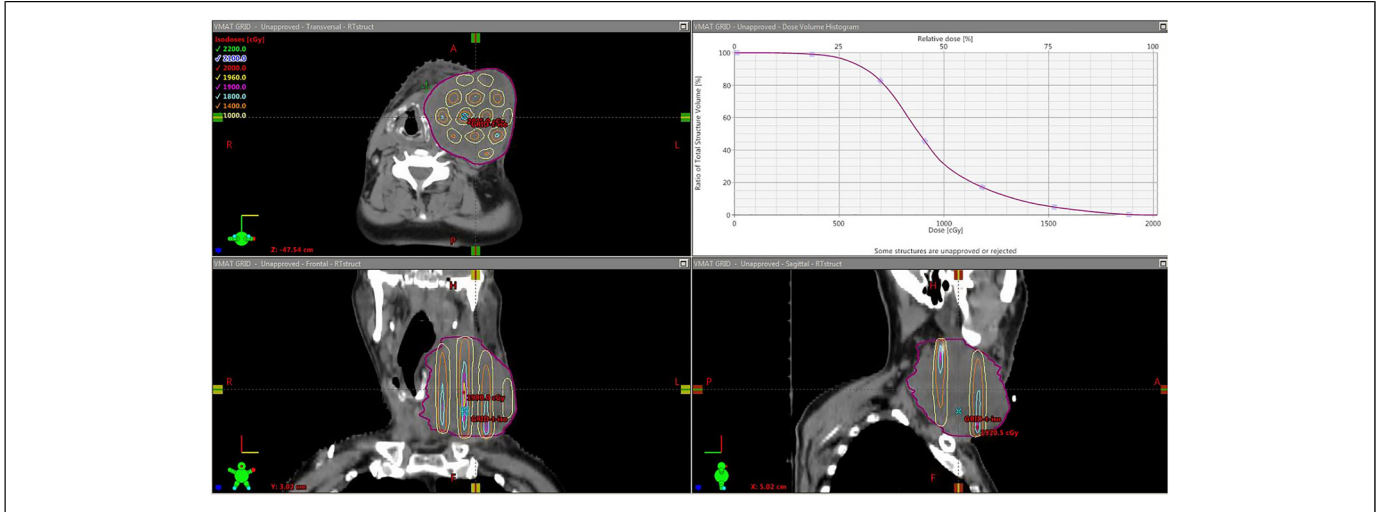 VMAT GRID - Unapproved - Transversal - RTstruct
Isodoses [cGy]
2200.0
2100.0
2000.0
1960.0
1900.0
1800.0
1400.0
1000.0
A
R
L
P
Z: -47.54 cm
VMAT GRID - Unapproved - Dose Volume Histogram
Relative dose [%]
0 25 50 75 100
Ratio of Total Structure Volume [%]
100
80
60
40
20
0
0 500 1000 1500 2000
Dose [cGy]
Some structures are unapproved or rejected
VMAT GRID - Unapproved - Frontal - RTstruct
H
R
L
GRID-t-iso
F
VMAT GRID - Unapproved - Sagittal - RTstruct
H
P
A
GRID-t-iso
F
X: 5.02 cm